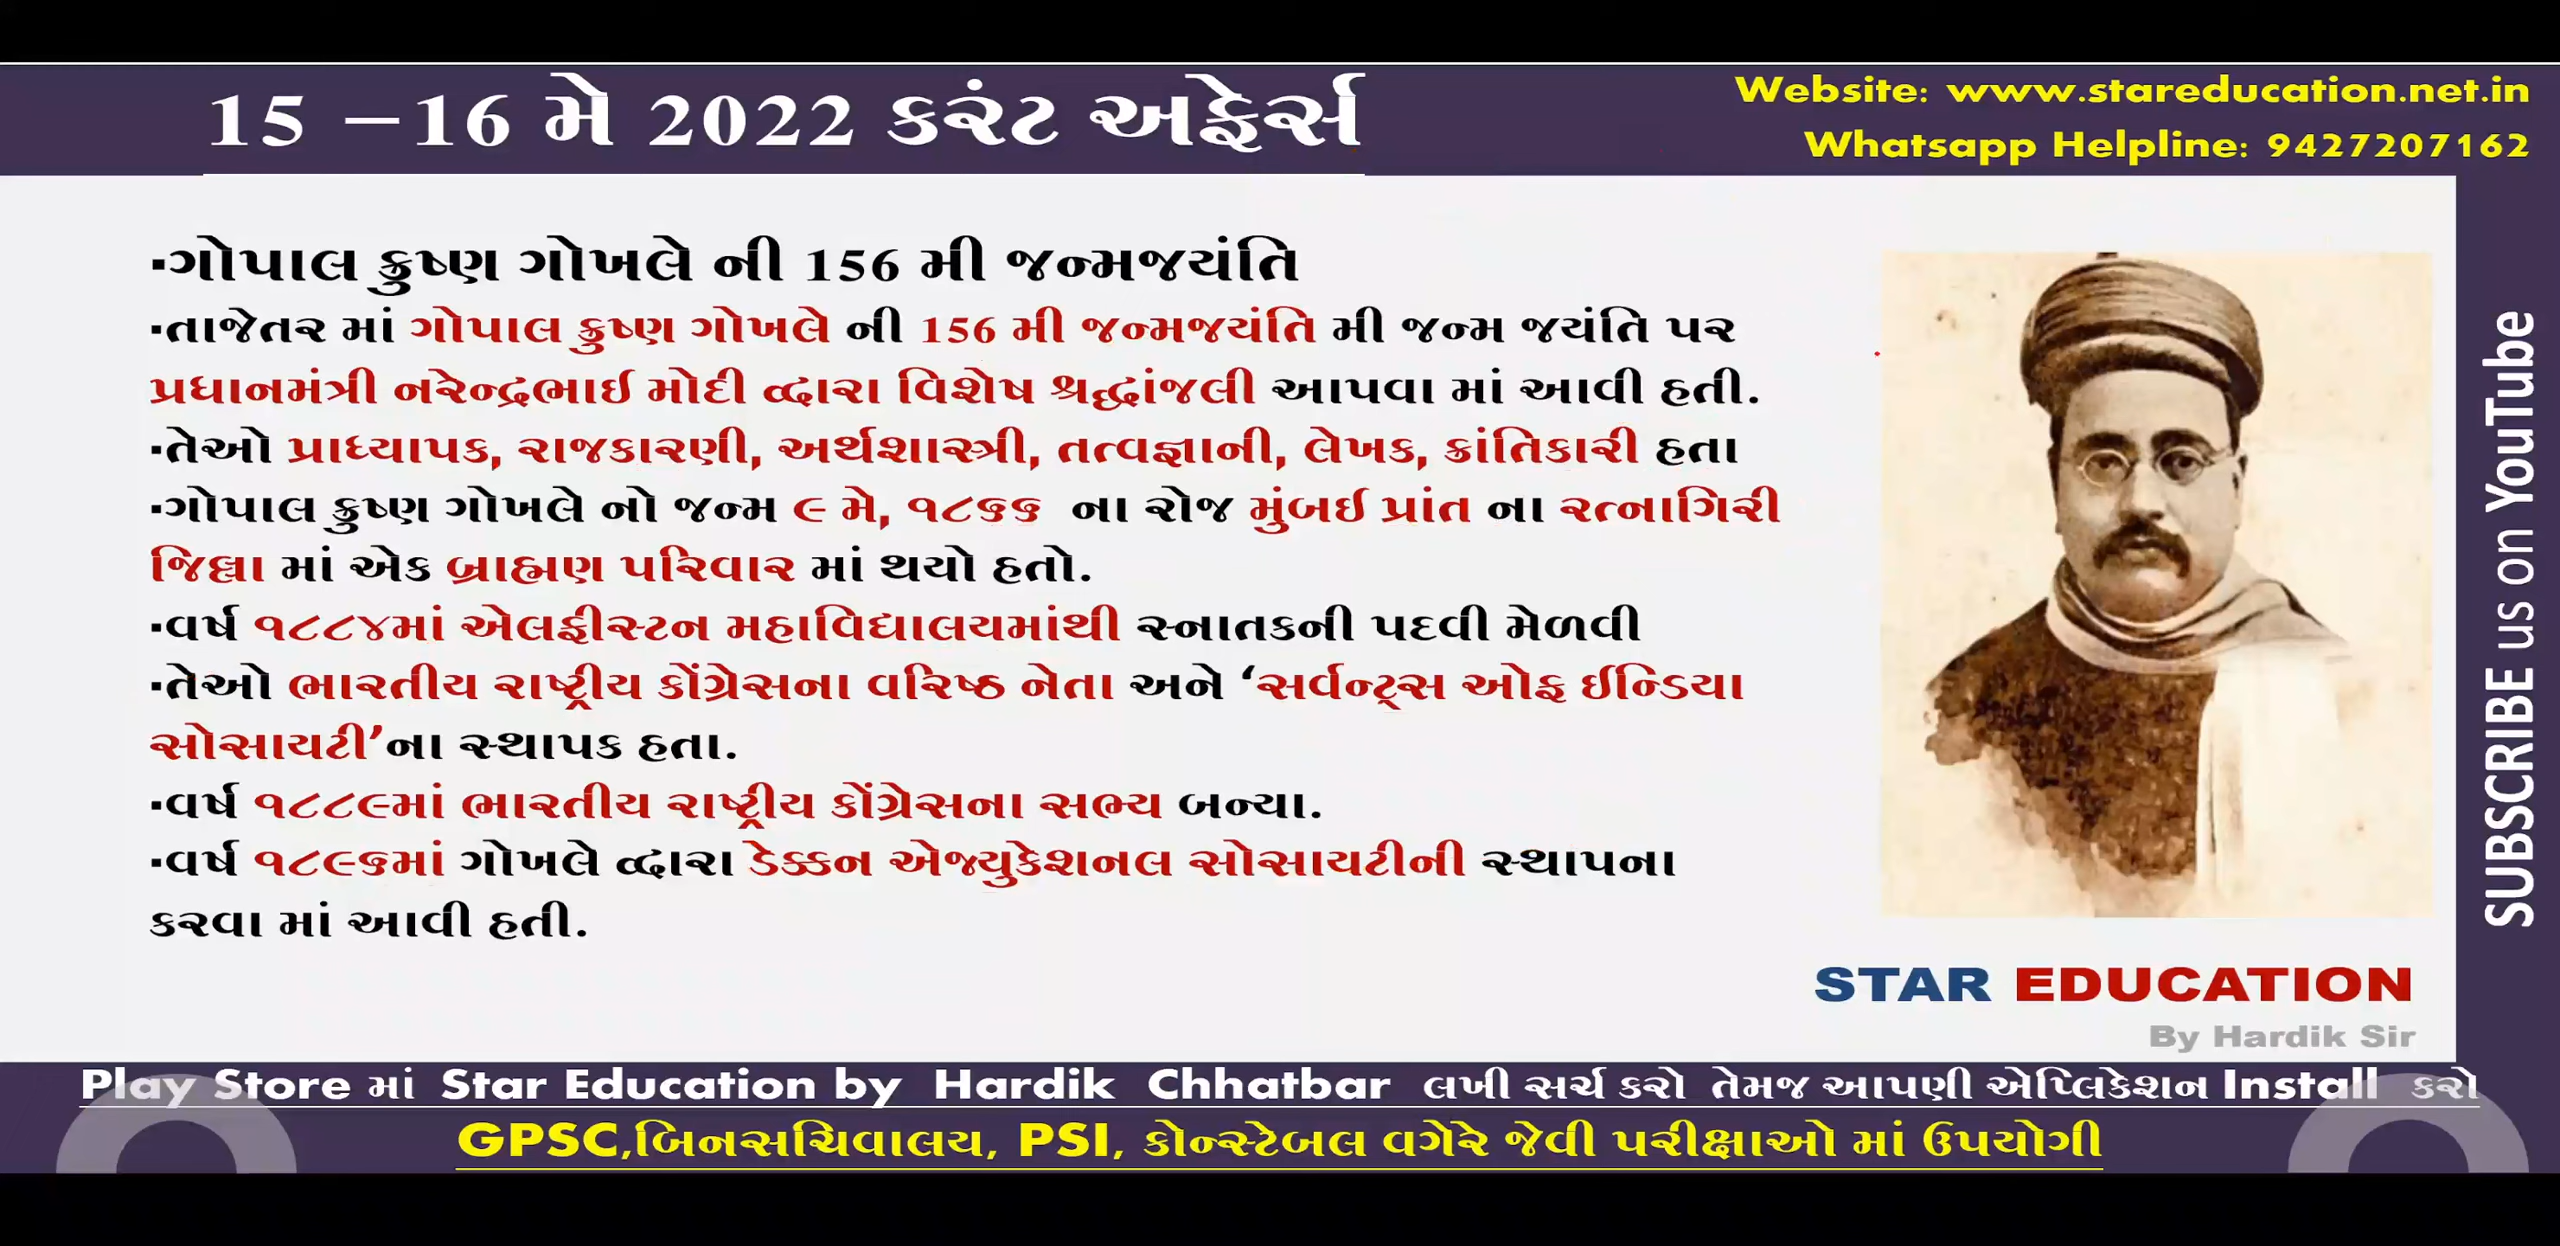 15 –16 મે 2022 કરંટ અફેર્સ
Website: www.stareducation.net.in
Whatsapp Helpline: 9427207162
▪ગોપાલ કૃષ્ણ ગોખલે ની 156 મી જન્મજયંતિ
▪તાજેતર માં ગોપાલ કૃષ્ણ ગોખલે ની 156 મી જન્મજયંતિ મી જન્મ જયંતિ પર
પ્રધાનમંત્રી નરેન્દ્રભાઈ મોદી દ્વારા વિશેષ શ્રદ્ધાંજલી આપવા માં આવી હતી.
▪તેઓ પ્રાધ્યાપક, રાજકારણી, અર્થશાસ્ત્રી, તત્વજ્ઞાની, લેખક, ક્રાંતિકારી હતા
▪ગોપાલ કૃષ્ણ ગોખલે નો જન્મ ૯ મે, ૧૮૬૬ ના રોજ મુંબઈ પ્રાંત ના રત્નાગિરી
જિલ્લા માં એક બ્રાહ્મણ પરિવાર માં થયો હતો.
▪વર્ષ ૧૮૮૪માં એલફીસ્ટન મહાવિદ્યાલયમાંથી સ્નાતકની પદવી મેળવી
▪તેઓ ભારતીય રાષ્ટ્રીય કોંગ્રેસના વરિષ્ઠ નેતા અને ‘સર્વન્ટ્સ ઓફ ઈન્ડિયા
સોસાયટી’ના સ્થાપક હતા.
▪વર્ષ ૧૮૮૯માં ભારતીય રાષ્ટ્રીય કોંગ્રેસના સભ્ય બન્યા.
▪વર્ષ ૧૮૯૬માં ગોખલે દ્વારા ડેક્કન એજ્યુકેશનલ સોસાયટીની સ્થાપના
કરવા માં આવી હતી.
SUBSCRIBE us on YouTube
STAR EDUCATION
By Hardik Sir
Play Store માં Star Education by Hardik Chhatbar લખી સર્ચ કરો તેમજ આપણી એપ્લિકેશન Install કરો
GPSC,બિનસચિવાલય, PSI, કોન્સ્ટેબલ વગેરે જેવી પરીક્ષાઓ માં ઉપયોગી